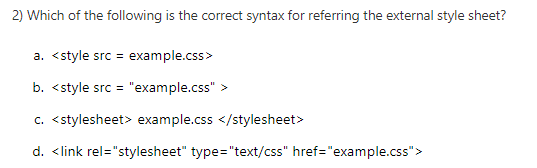 2) Which of the following is the correct syntax for referring the external style sheet?
a. <style src = example.css>
b. <style src = "example.css" >
c. <stylesheet> example.css </stylesheet>
d. <link rel="stylesheet" type="text/css" href="example.css">